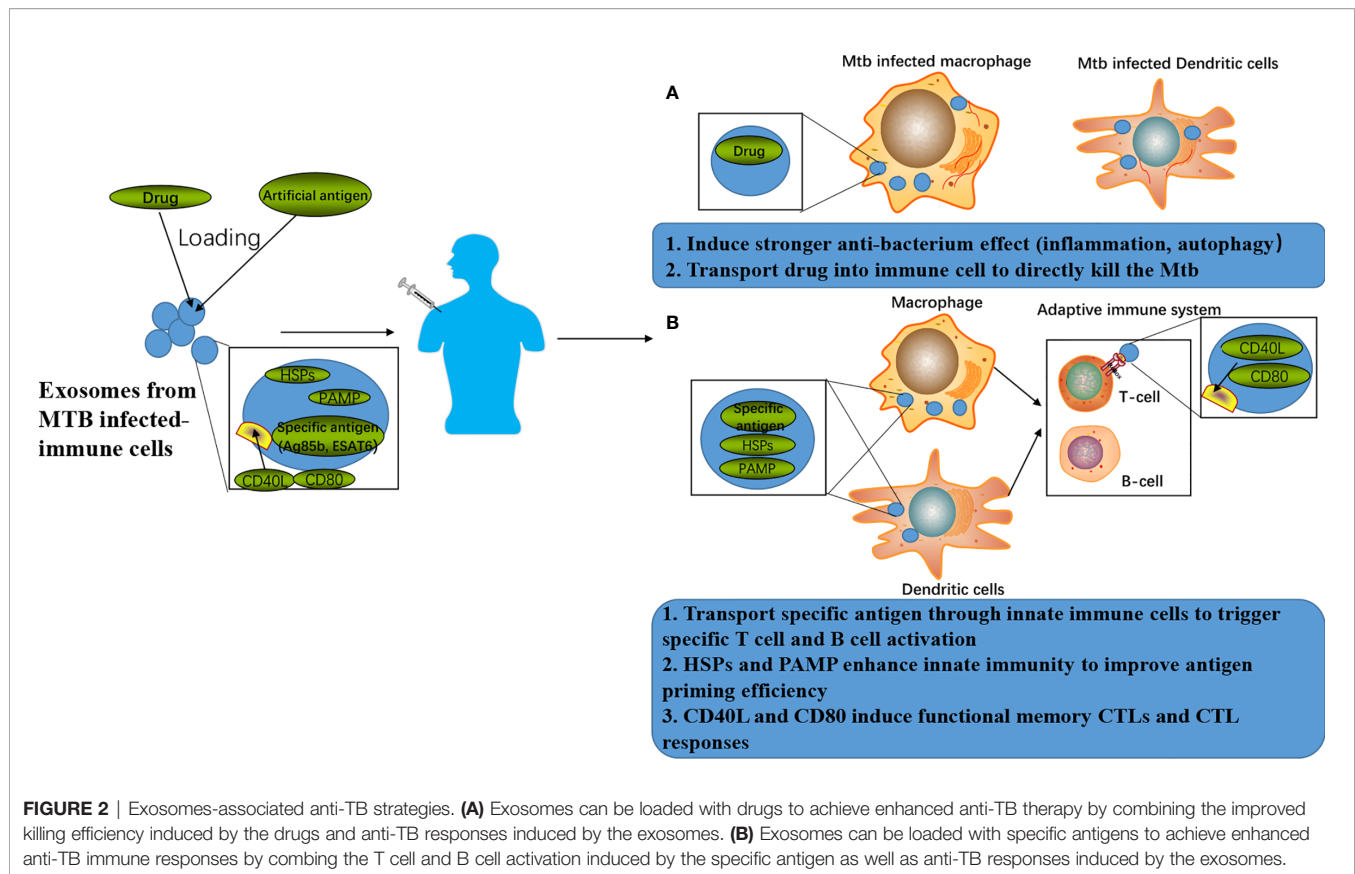 Drug
Artificial antigen
Loading
Exosomes from
MTB infected-
immune cells
HSPs
PAMP
Specific antigen
(Ag85b, ESAT6)
CD40L
CD80
A
Mtb infected macrophage
Mtb infected Dendritic cells
Drug
1. Induce stronger anti-bacterium effect (inflammation, autophagy)
2. Transport drug into immune cell to directly kill the Mtb
B
Macrophage
Adaptive immune system
Specific
antigen
HSPs
PAMP
T-cell
B-cell
CD40L
CD80
Dendritic cells
1. Transport specific antigen through innate immune cells to trigger
specific T cell and B cell activation
2. HSPs and PAMP enhance innate immunity to improve antigen
priming efficiency
3. CD40L and CD80 induce functional memory CTLs and CTL
responses
FIGURE 2 | Exosomes-associated anti-TB strategies. (A) Exosomes can be loaded with drugs to achieve enhanced anti-TB therapy by combining the improved
killing efficiency induced by the drugs and anti-TB responses induced by the exosomes. (B) Exosomes can be loaded with specific antigens to achieve enhanced
anti-TB immune responses by combing the T cell and B cell activation induced by the specific antigen as well as anti-TB responses induced by the exosomes.